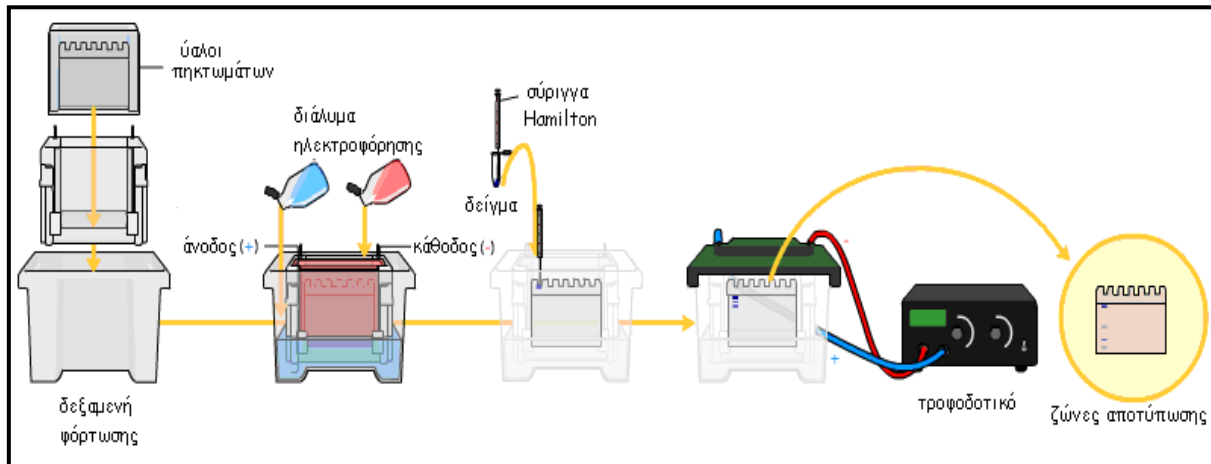 ύαλοι
πηκτωμάτων
διάλυμα
ηλεκτροφόρησης
σύριγγα
Hamilton
δείγμα
άνοδος (+)
κάθοδος (-)
-
+
δεξαμενή
φόρτωσης
τροφοδοτικό
ζώνες αποτύπωσης